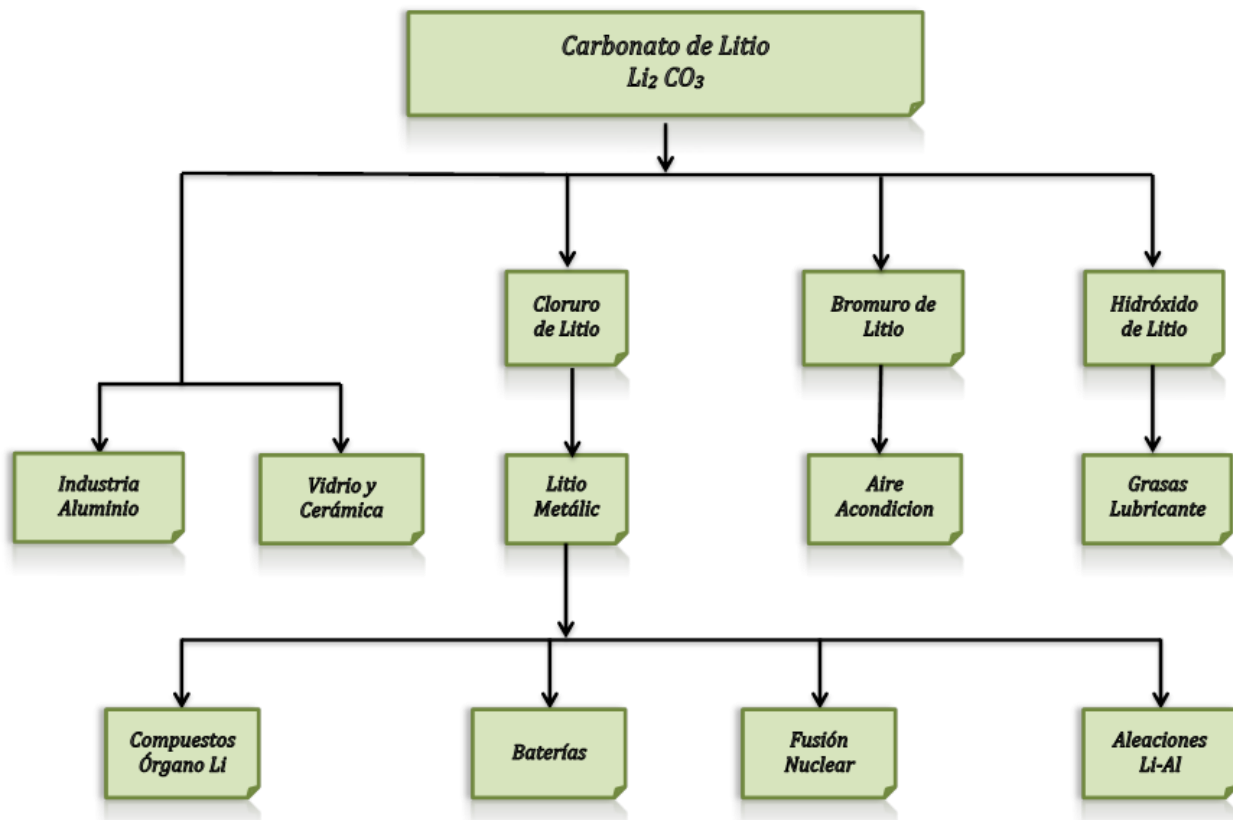 Carbonato de Litio
Li₂ CO₃
Cloruro
de Litio
Bromuro de
Litio
Hidróxido
de Litio
Industria
Aluminio
Vidrio y
Cerámica
Litio
Metálic
Aire
Acondicion
Grasas
Lubricante
Compuestos
Órgano Li
Baterías
Fusión
Nuclear
Aleaciones
Li-Al